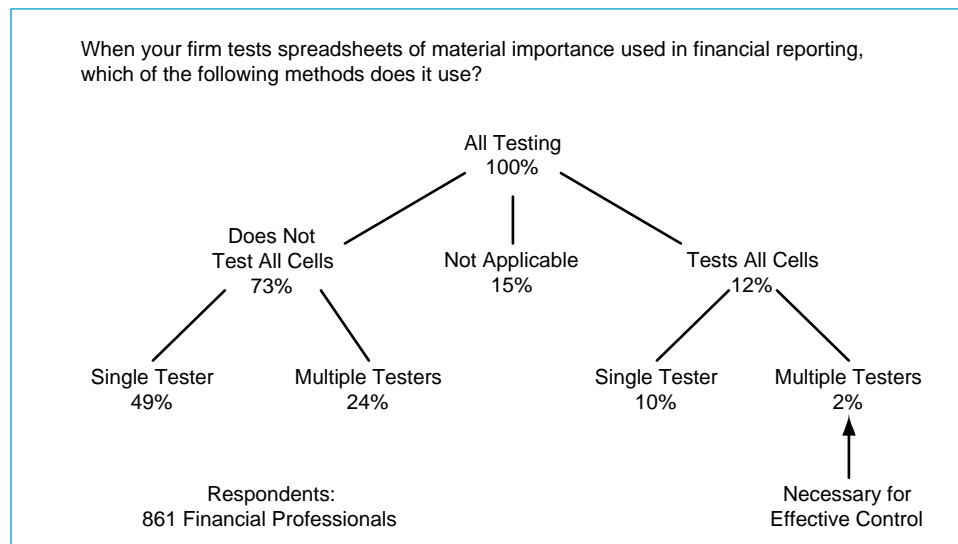 When your firm tests spreadsheets of material importance used in financial reporting,
which of the following methods does it use?
All Testing
100%
Does Not
Test All Cells
73%
Not Applicable
15%
Tests All Cells
12%
Single Tester
49%
Multiple Testers
24%
Single Tester
10%
Multiple Testers
2%
Respondents:
861 Financial Professionals
Necessary for
Effective Control